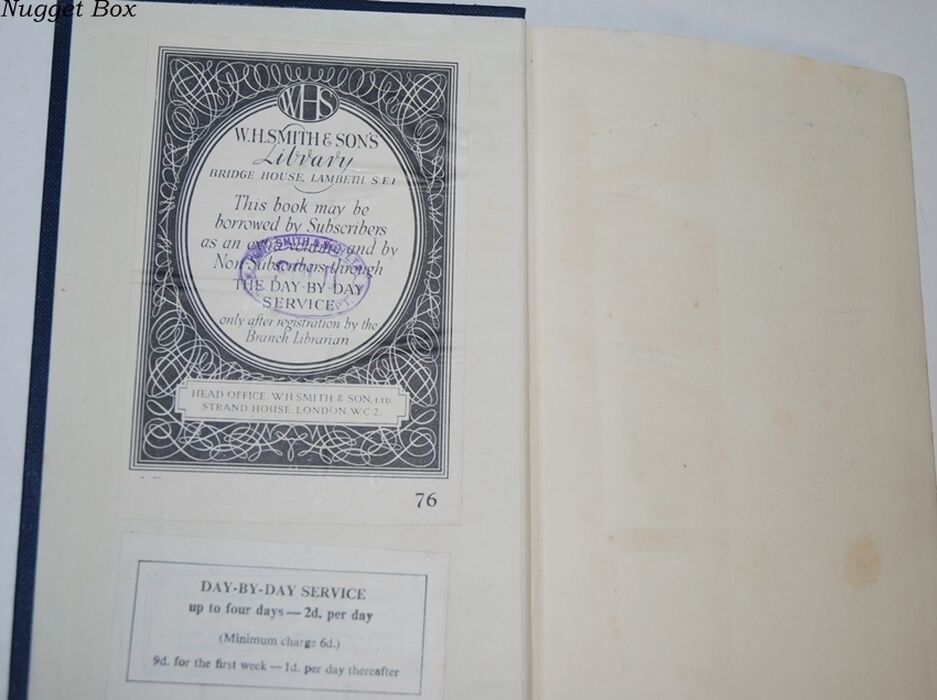 Nugget Box
WHS
W.H.SMITH & SON'S
Library
BRIDGE HOUSE, LAMBETH S.E.1
This book may be
borrowed by Subscribers
as an extra volume and by
Non Subscribers through
THE DAY-BY-DAY
SERVICE
only after registration by the
Branch Librarian
HEAD OFFICE, W.H SMITH & SON, LTD.,
STRAND HOUSE, LONDON, W.C 2.
76
DAY-BY-DAY SERVICE
up to four days — 2d. per day
(Minimum charge 6d.)
9d. for the first week — 1d. per day thereafter